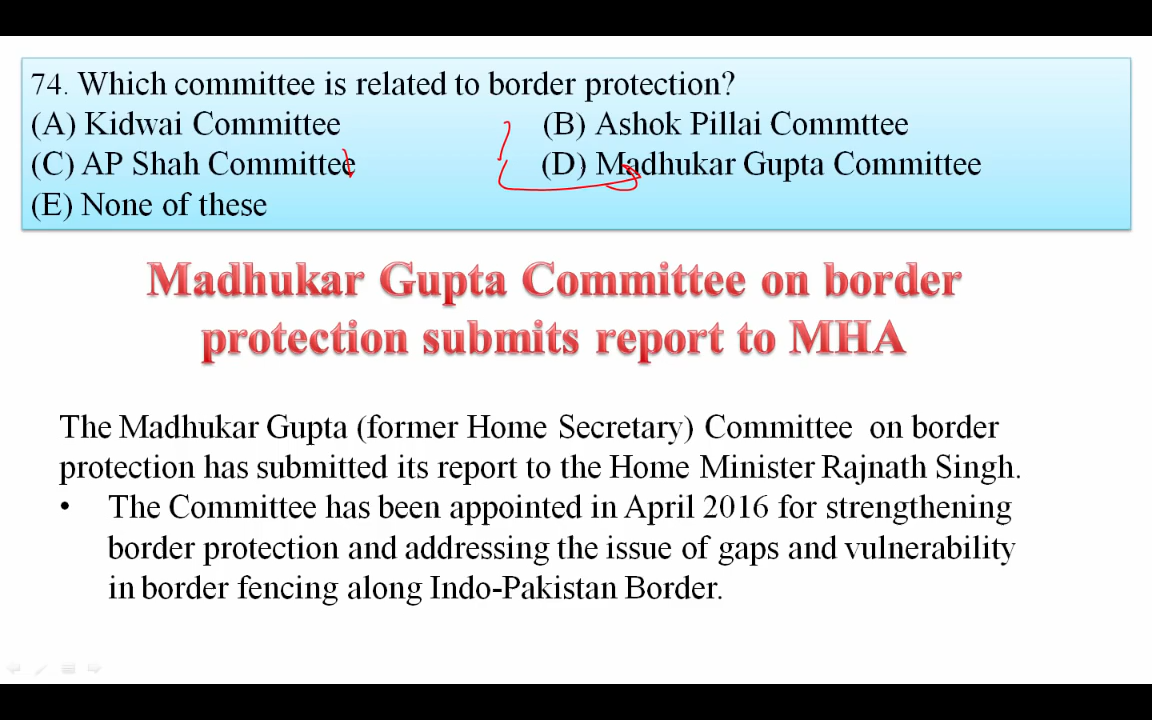 74. Which committee is related to border protection?
(A) Kidwai Committee (B) Ashok Pillai Commttee
(C) AP Shah Committee (D) Madhukar Gupta Committee
(E) None of these
Madhukar Gupta Committee on border
protection submits report to MHA
The Madhukar Gupta (former Home Secretary) Committee on border
protection has submitted its report to the Home Minister Rajnath Singh.
• The Committee has been appointed in April 2016 for strengthening
border protection and addressing the issue of gaps and vulnerability
in border fencing along Indo-Pakistan Border.